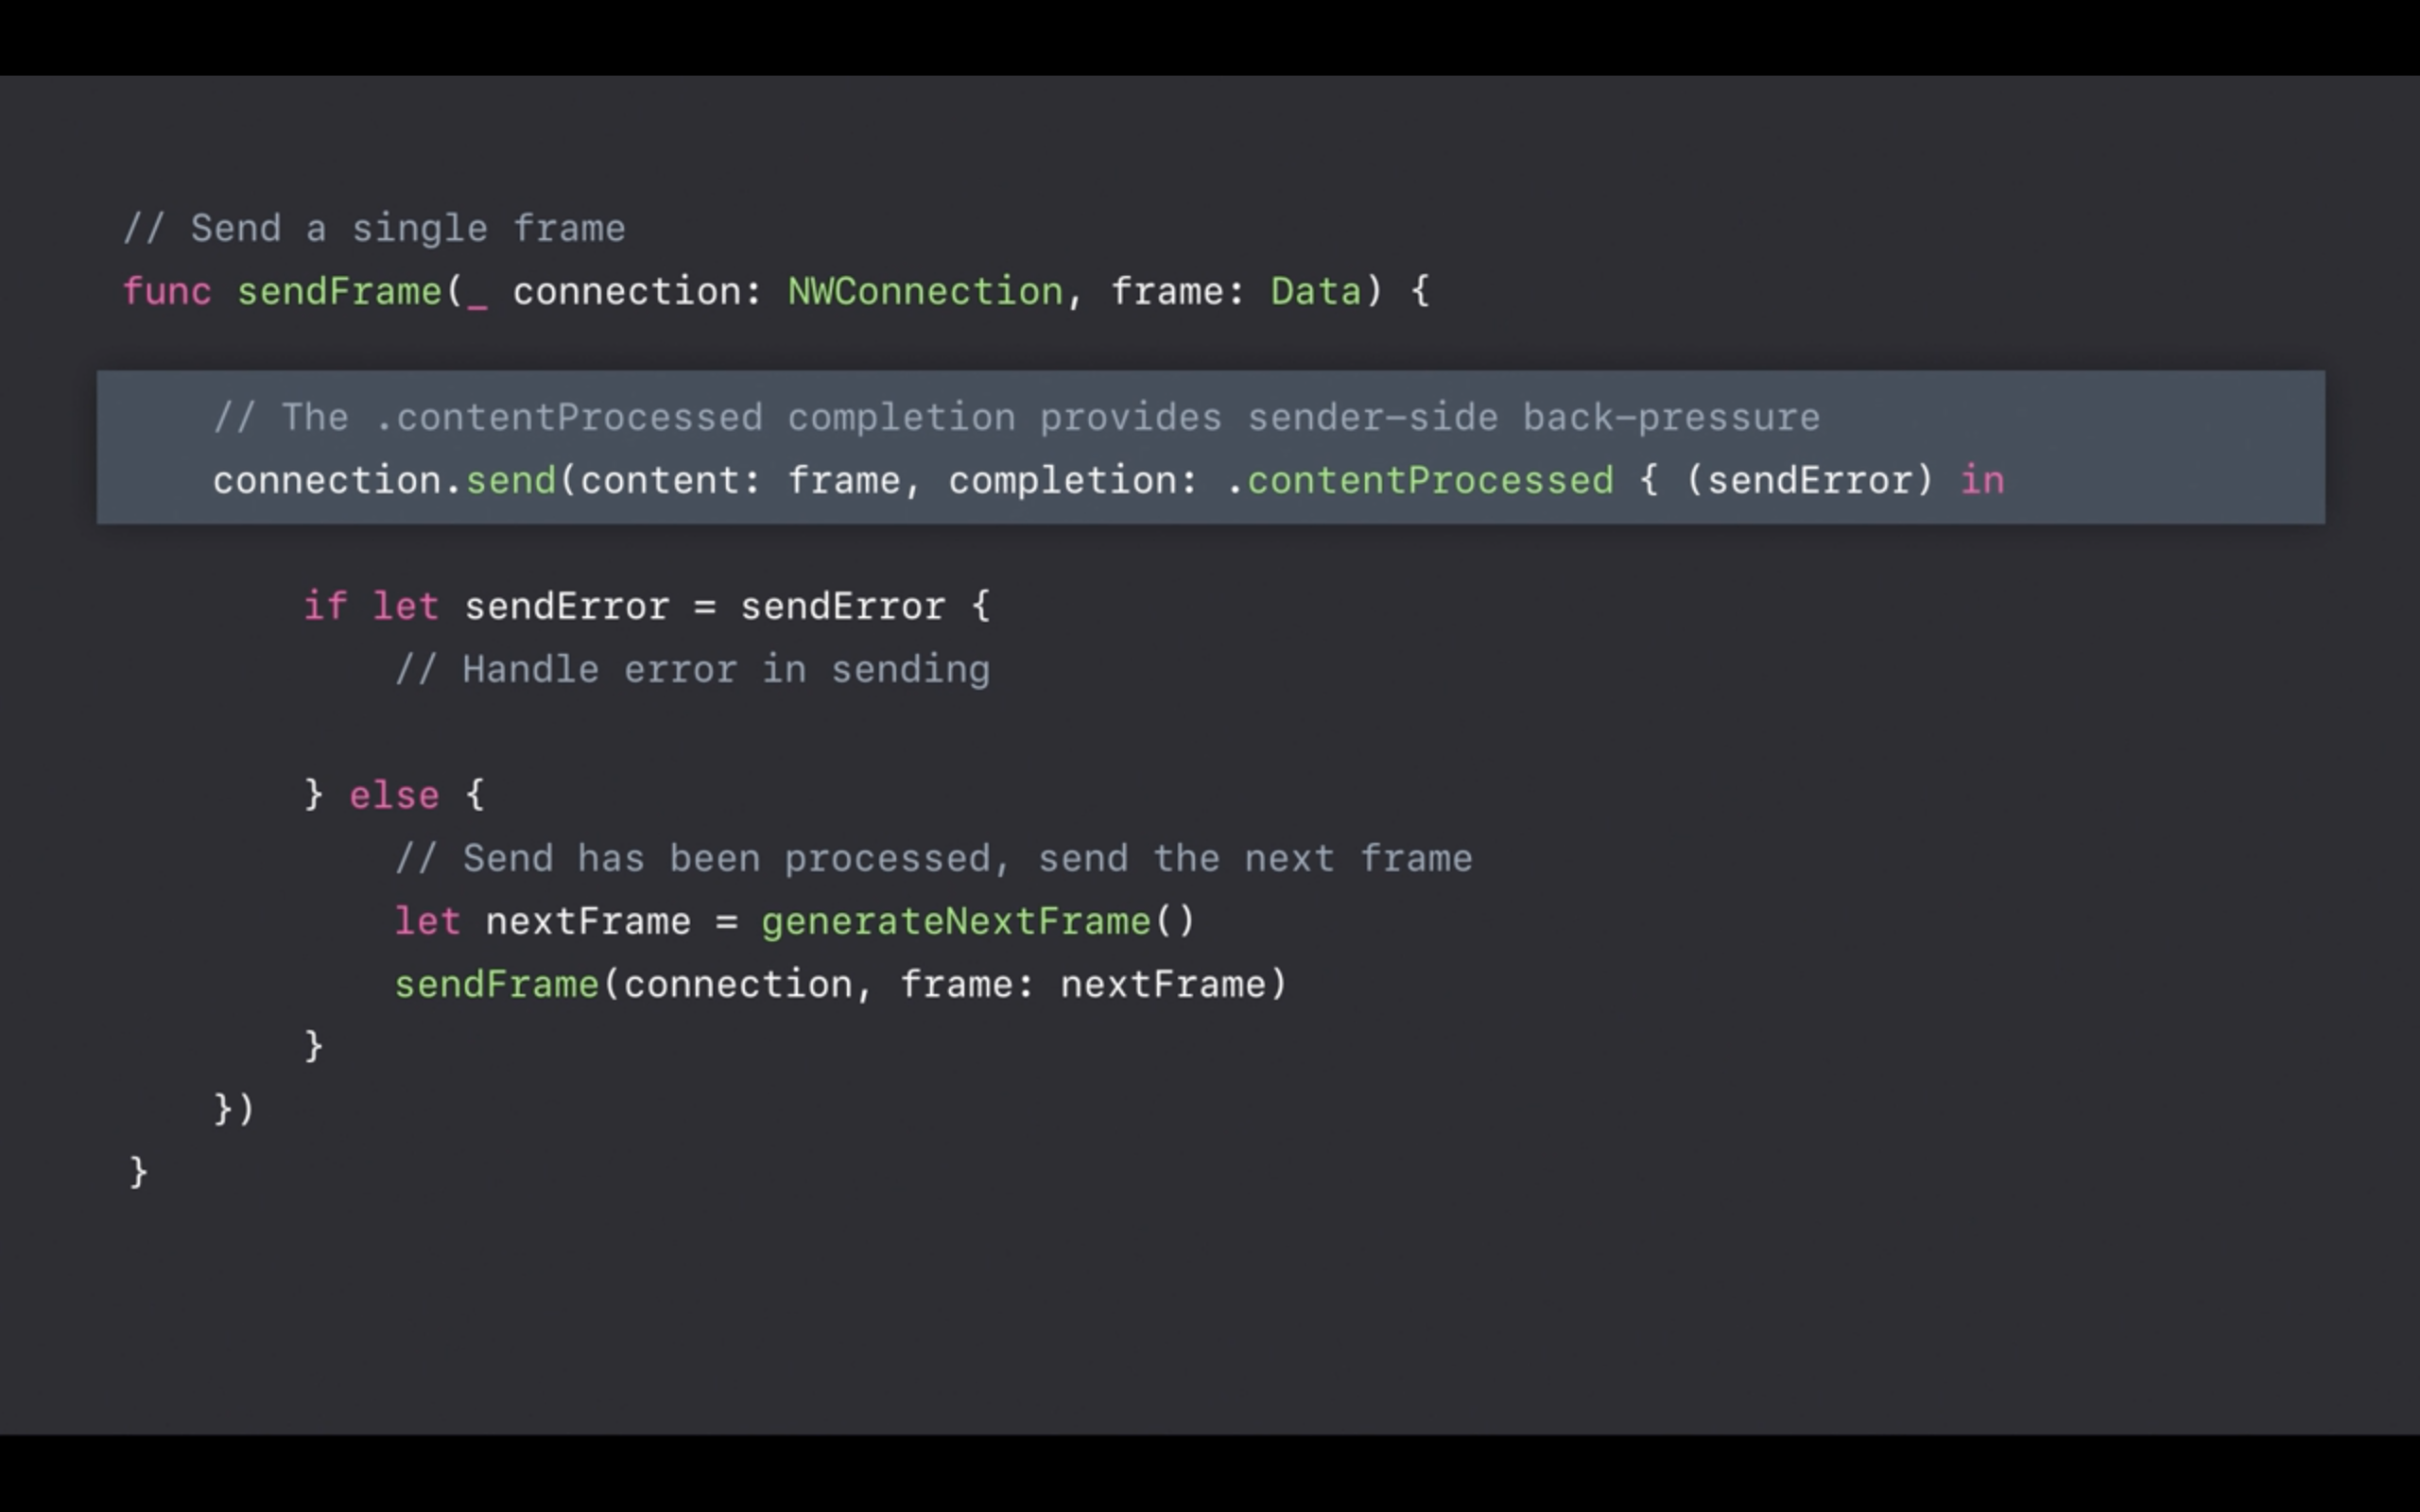 // Send a single frame
func sendFrame(_ connection: NWConnection, frame: Data) {
// The .contentProcessed completion provides sender-side back-pressure
connection.send(content: frame, completion: .contentProcessed { (sendError) in
if let sendError = sendError {
// Handle error in sending
} else {
// Send has been processed, send the next frame
let nextFrame = generateNextFrame()
sendFrame(connection, frame: nextFrame)
}
})
}